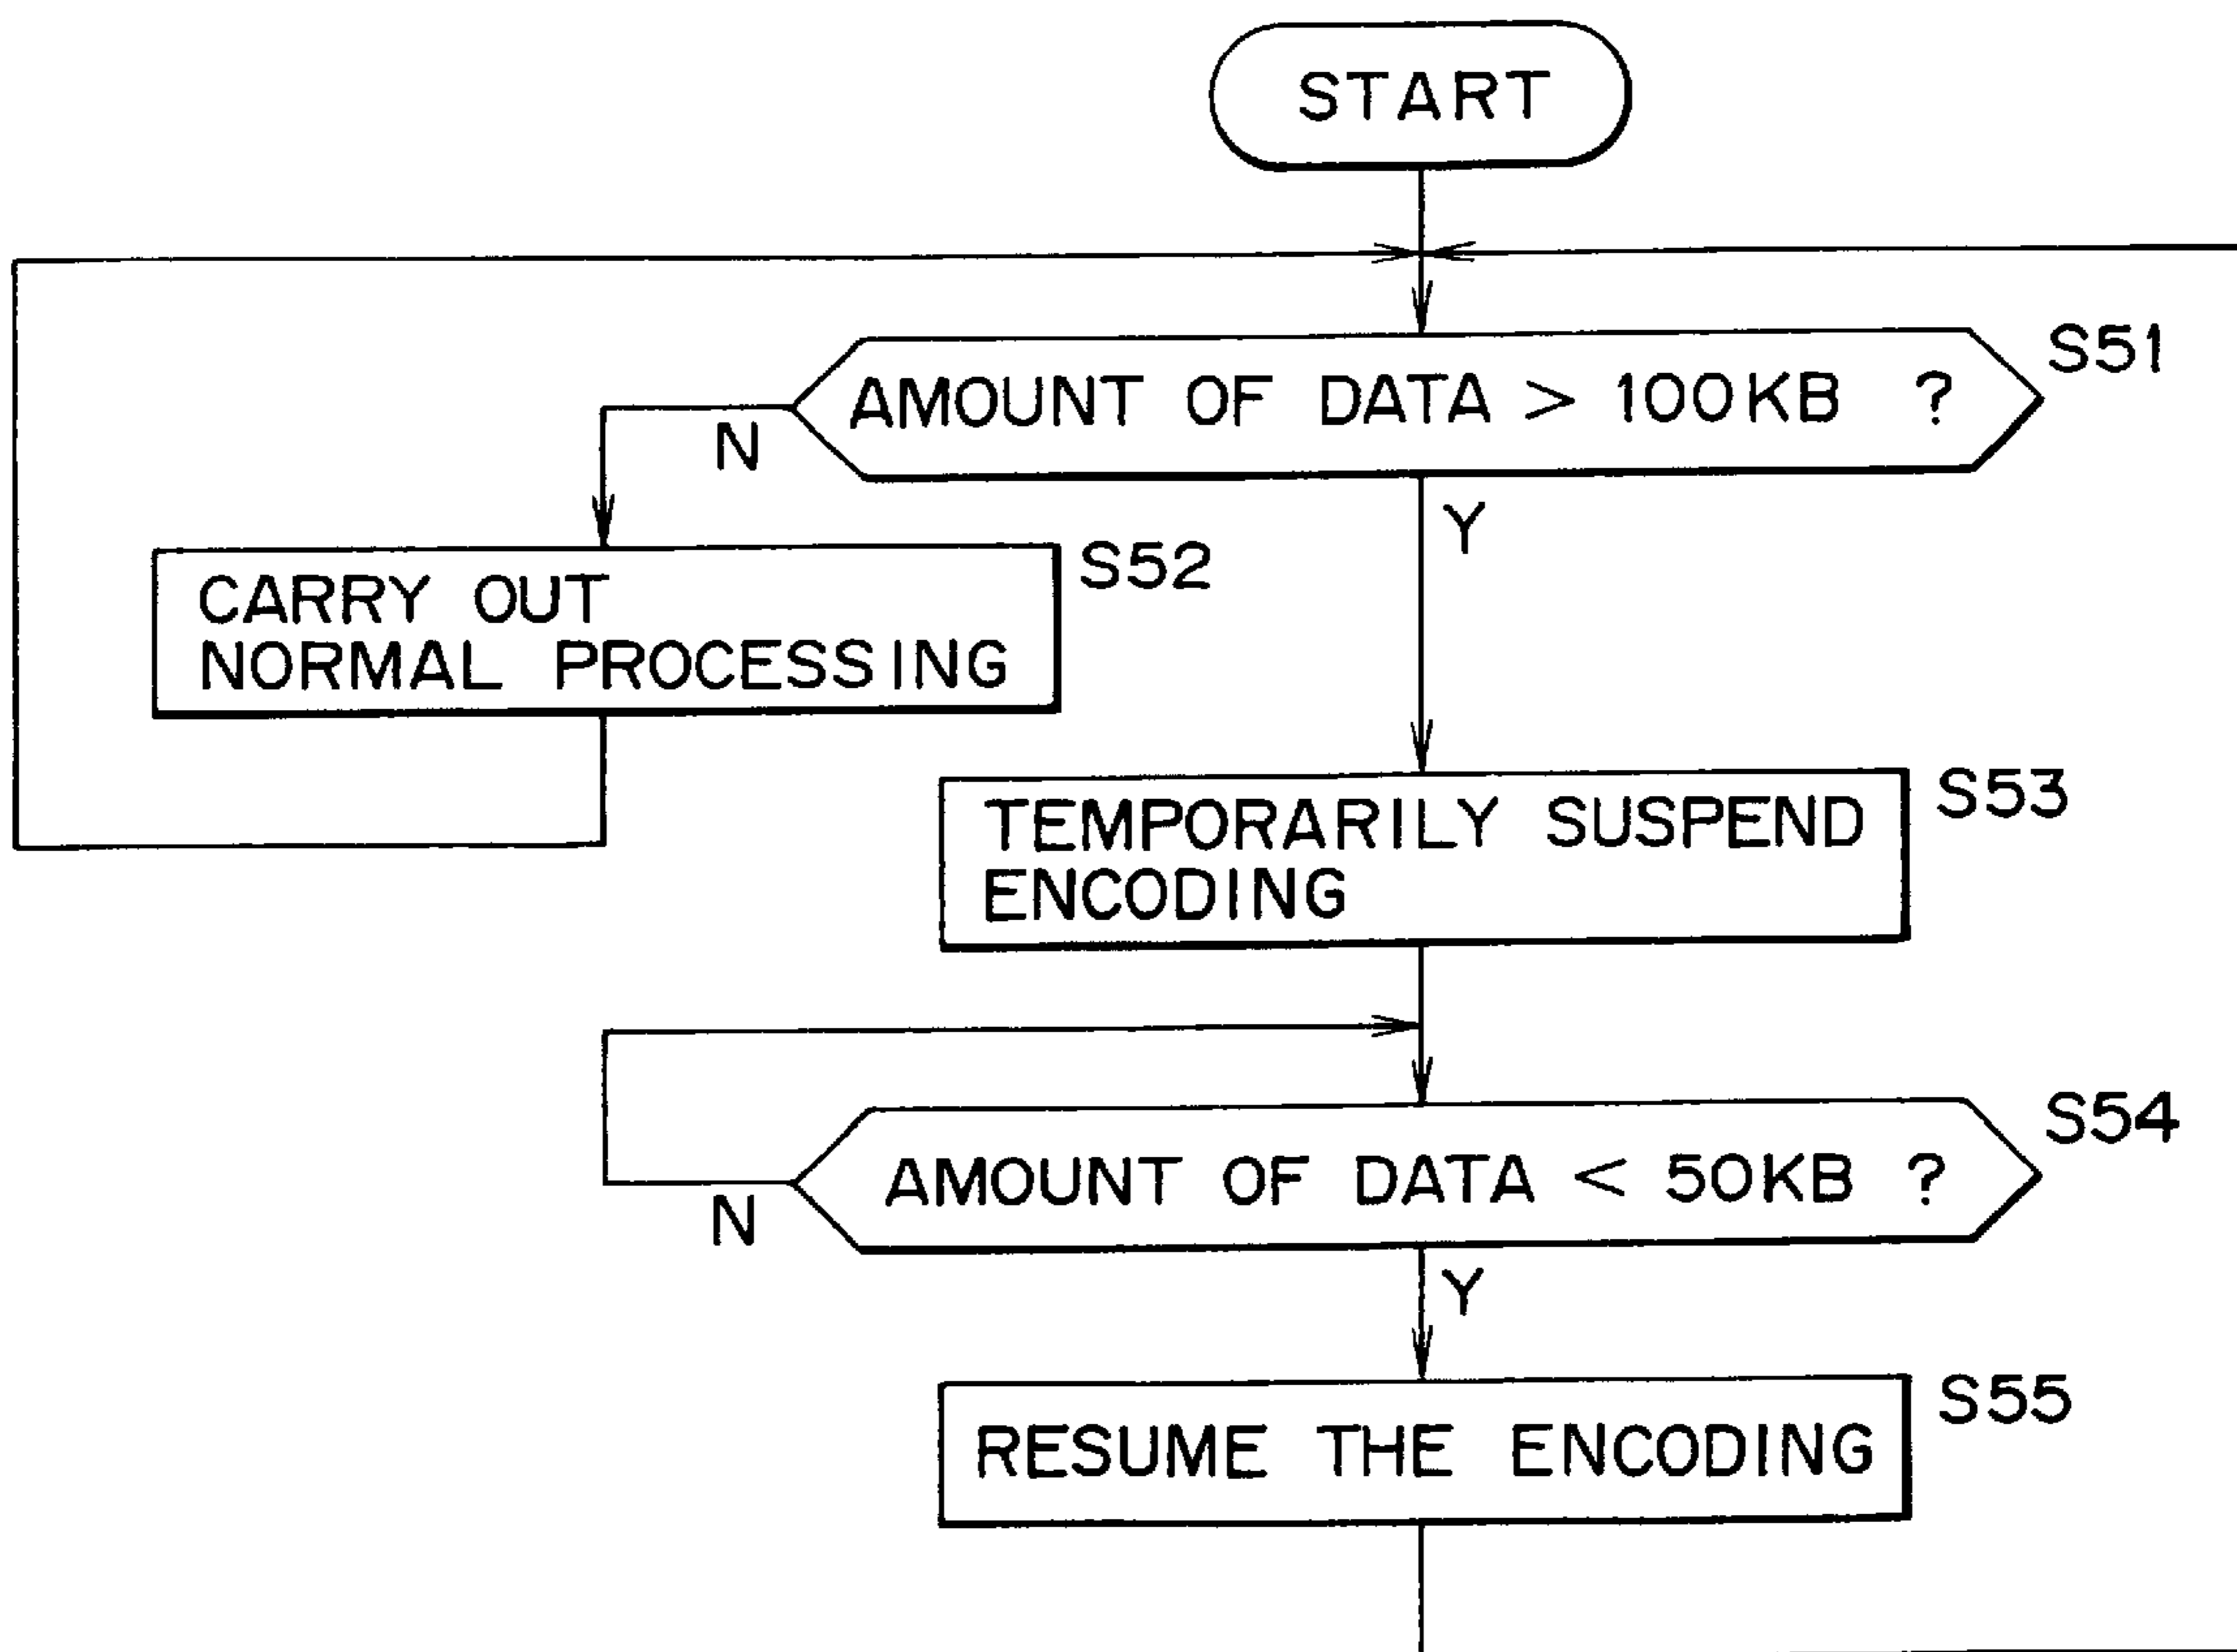 START
AMOUNT OF DATA > 100KB ?
S51
N
Y
CARRY OUT
NORMAL PROCESSING
S52
TEMPORARILY SUSPEND
ENCODING
S53
AMOUNT OF DATA < 50KB ?
S54
N
Y
RESUME THE ENCODING
S55